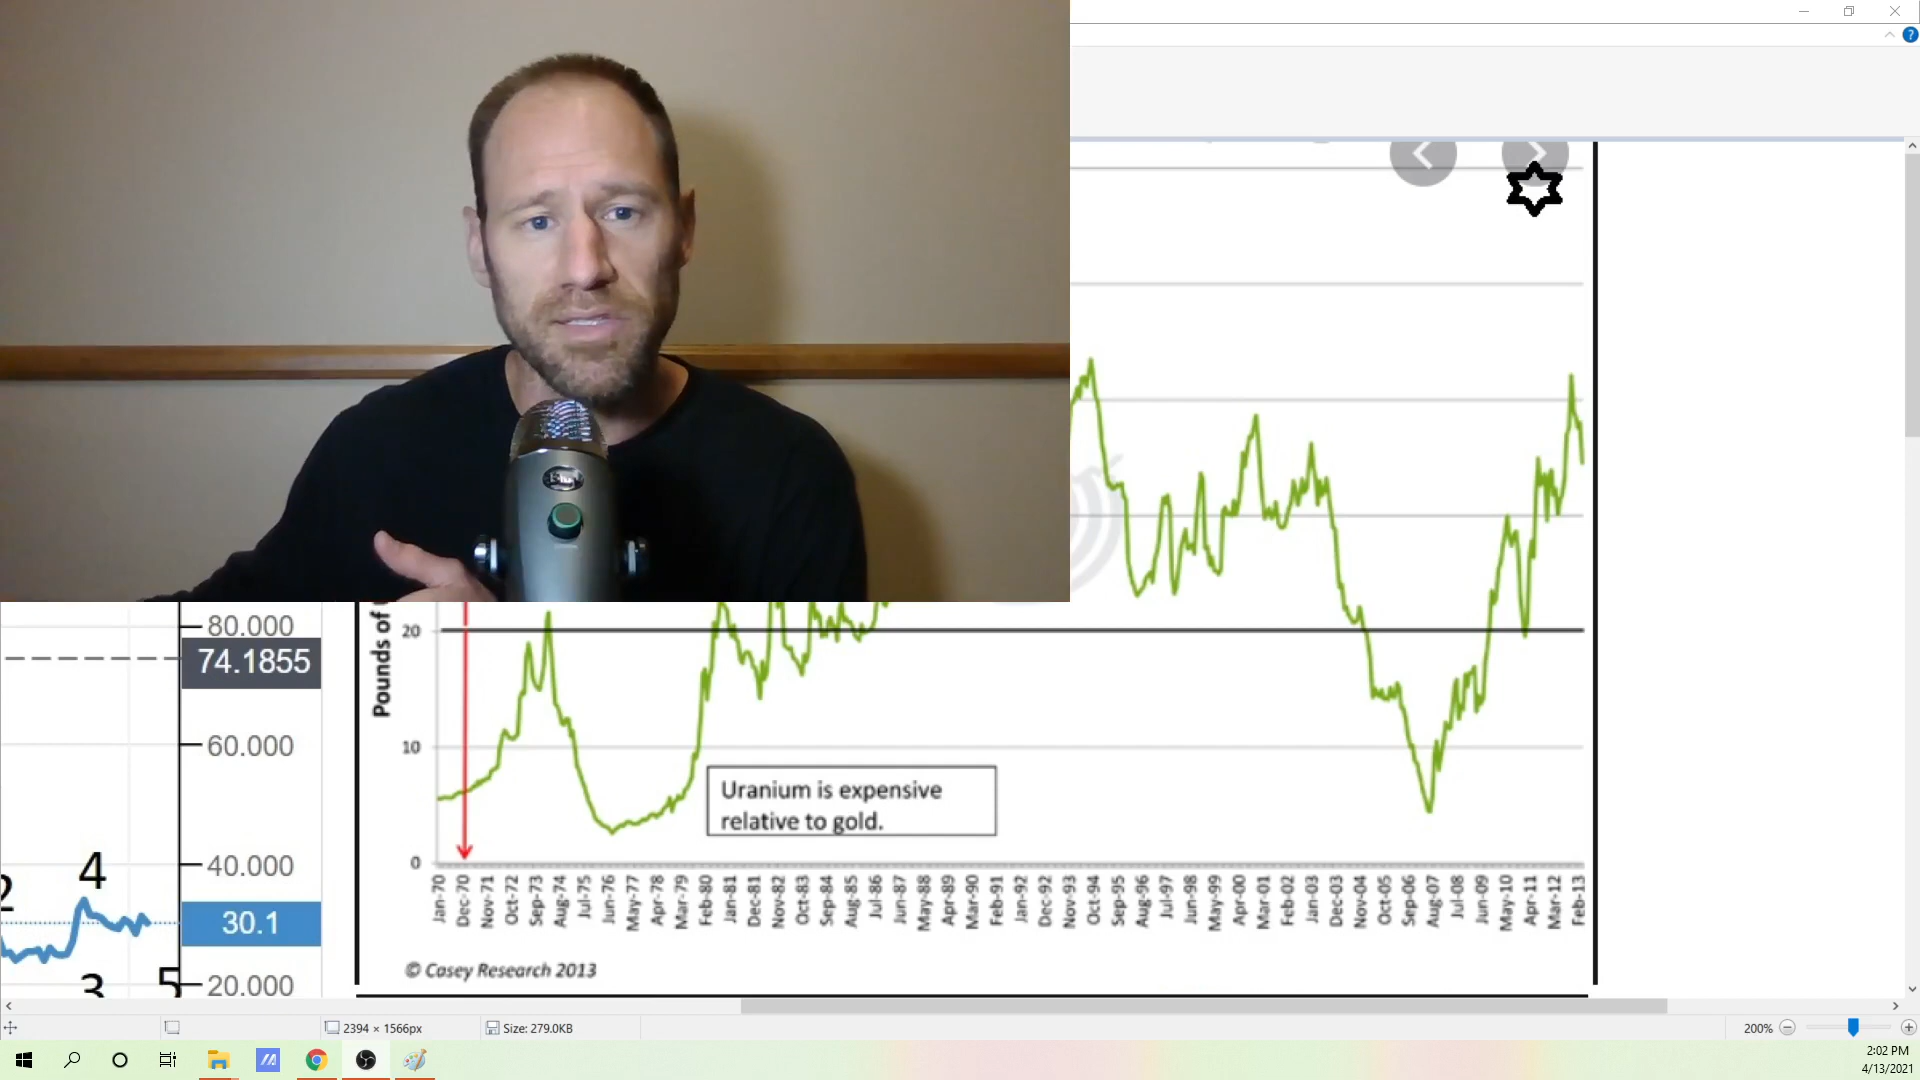 Blue
80.000
74.1855
60.000
40.000
30.1
20.000
2
4
3
5
Pounds of
20
10
0
Uranium is expensive
relative to gold.
Jan-70
Dec-70
Nov-71
Oct-72
Sep-73
Aug-74
Jul-75
Jun-76
May-77
Apr-78
Mar-79
Feb-80
Jan-81
Dec-81
Nov-82
Oct-83
Sep-84
Aug-85
Jul-86
Jun-87
May-88
Apr-89
Mar-90
Feb-91
Jan-92
Dec-92
Nov-93
Oct-94
Sep-95
Aug-96
Jul-97
Jun-98
May-99
Apr-00
Mar-01
Feb-02
Jan-03
Dec-03
Nov-04
Oct-05
Sep-06
Aug-07
Jul-08
Jun-09
May-10
Apr-11
Mar-12
Feb-13
© Casey Research 2013
2394 × 1566px
Size: 279.0KB
200%
2:02 PM
4/13/2021